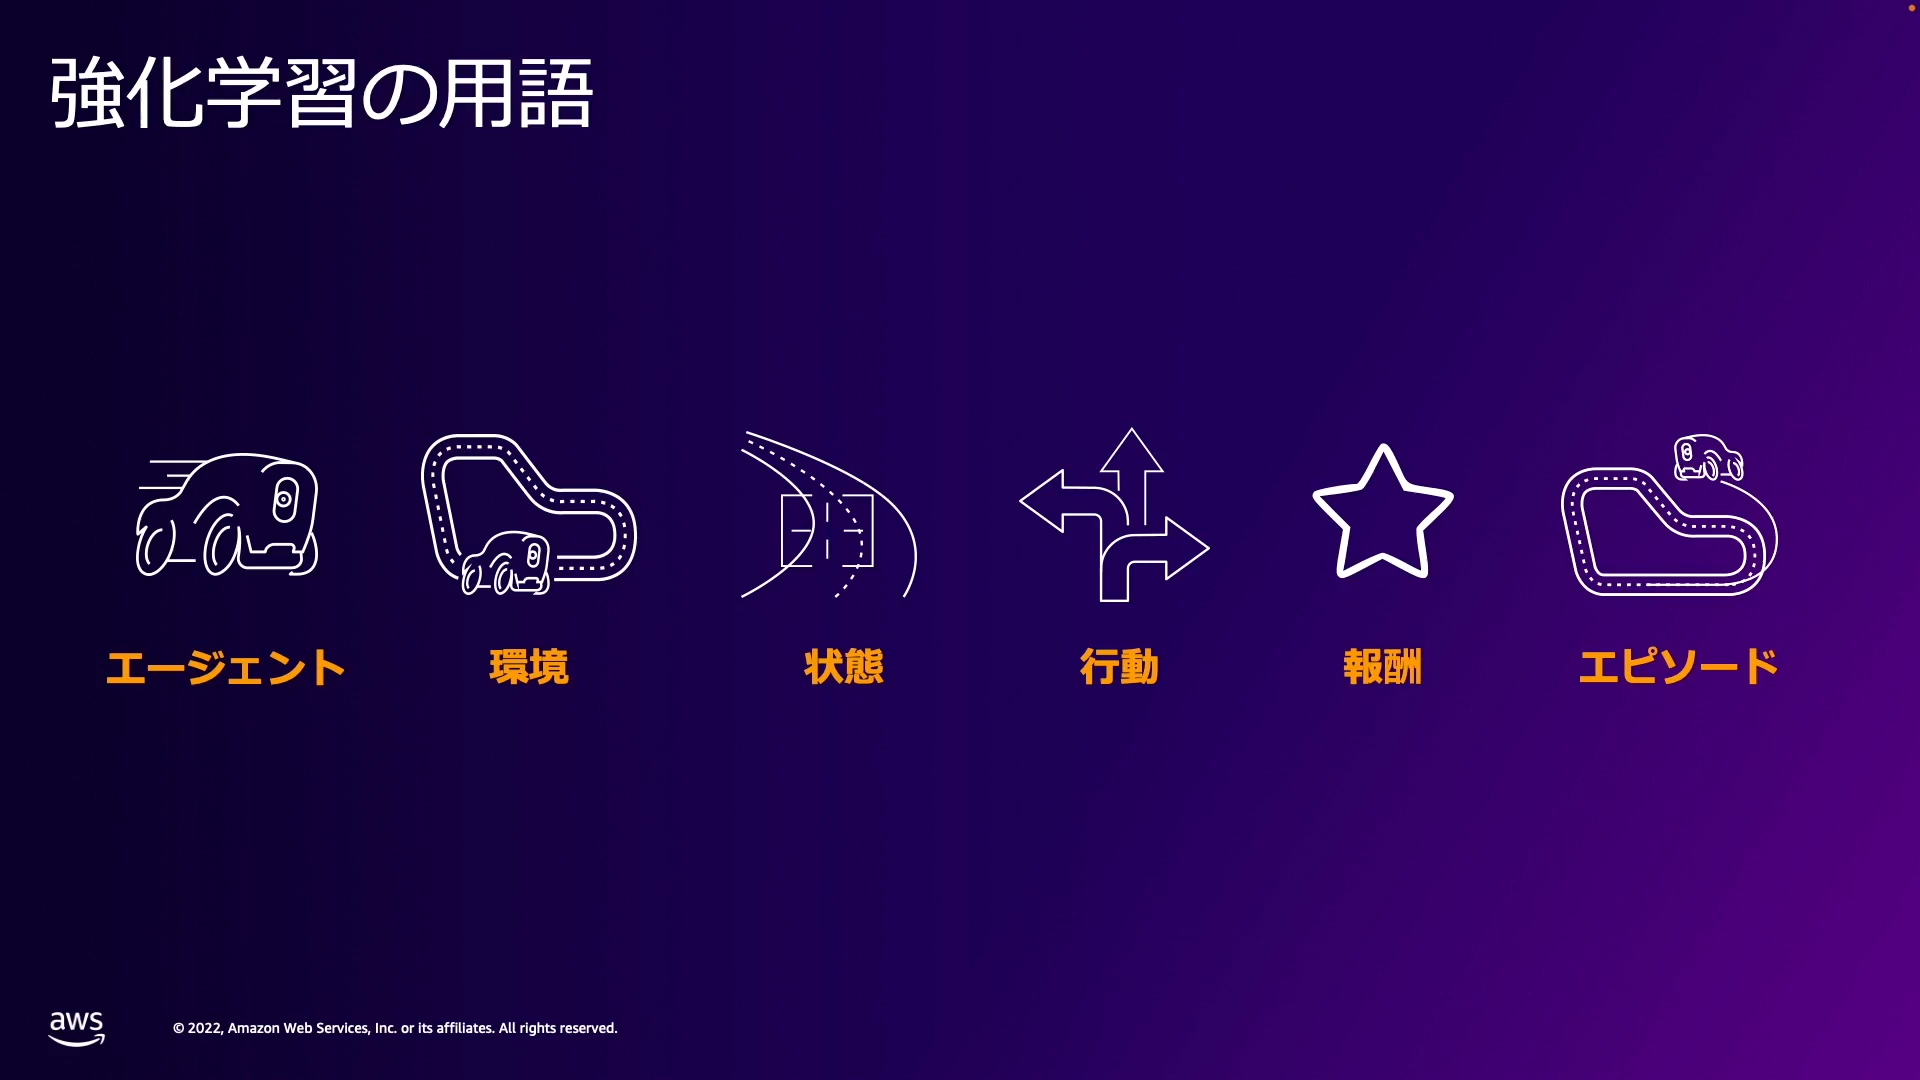 強化学習の用語
エージェント
環境
状態
行動
報酬
エピソード
aws
© 2022, Amazon Web Services, Inc. or its affiliates. All rights reserved.